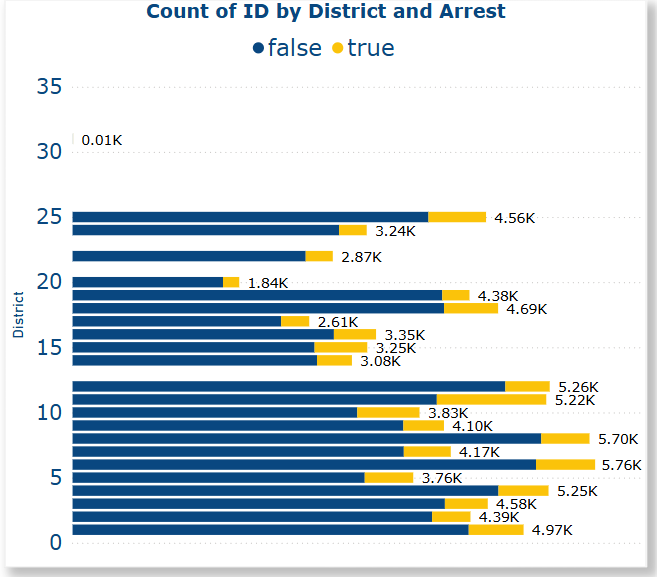 Count of ID by District and Arrest
false true
35
0.01K
30
25
4.56K
3.24K
2.87K
20
1.84K
4.38K
4.69K
2.61K
3.35K
15
3.25K
3.08K
5.26K
5.22K
10
3.83K
4.10K
5.70K
4.17K
5.76K
5
3.76K
5.25K
4.58K
4.39K
4.97K
0
District